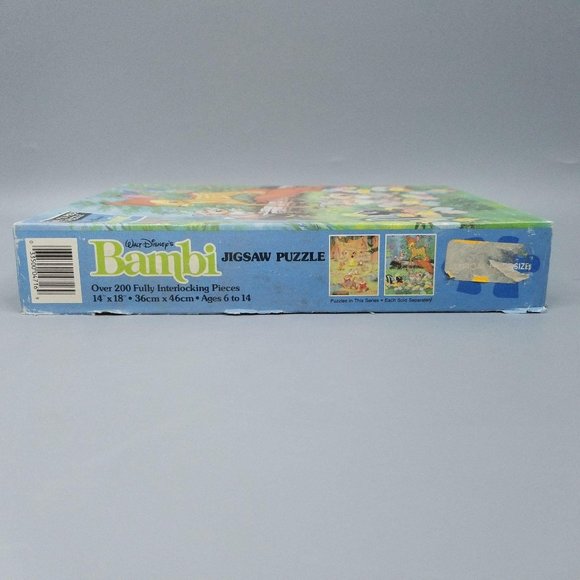 Walt Disney's
Bambi JIGSAW PUZZLE
Over 200 Fully Interlocking Pieces
14" x 18" • 36cm x 46cm • Ages 6 to 14
Puzzles in This Series • Each Sold Separately